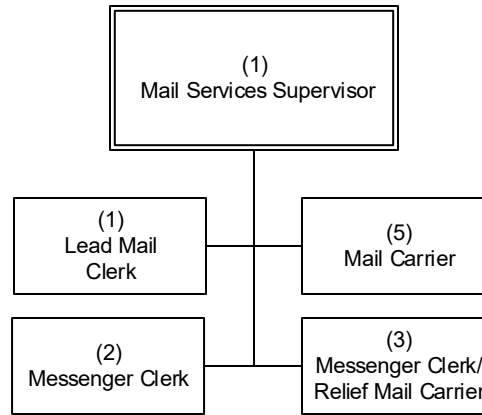 (1)
Mail Services Supervisor
(1)
Lead Mail
Clerk
(5)
Mail Carrier
(2)
Messenger Clerk
(3)
Messenger Clerk/
Relief Mail Carrier